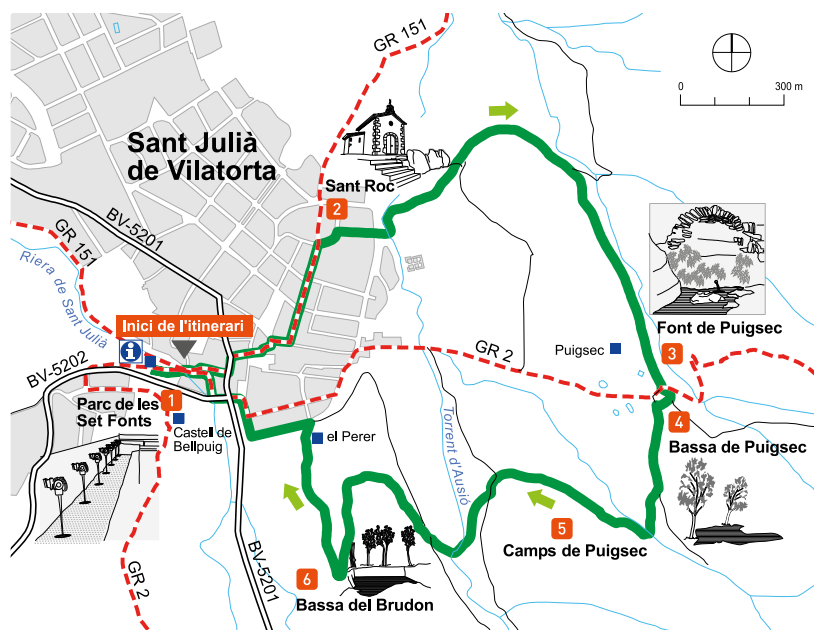 GR 151
0 300 m
Sant Julià
de Vilatorta
Sant Roc
2
BV-5201
GR 151
Riera de Sant Julià
Inici de l'itinerari
i
BV-5202
1
Parc de les
Set Fonts
Castell de
Bellpuig
GR 2
Puigsec
Font de Puigsec
3
4
Bassa de Puigsec
el Perer
Torrent d'Ausió
5
Camps de Puigsec
6
Bassa del Brudon
BV-5201
GR 2